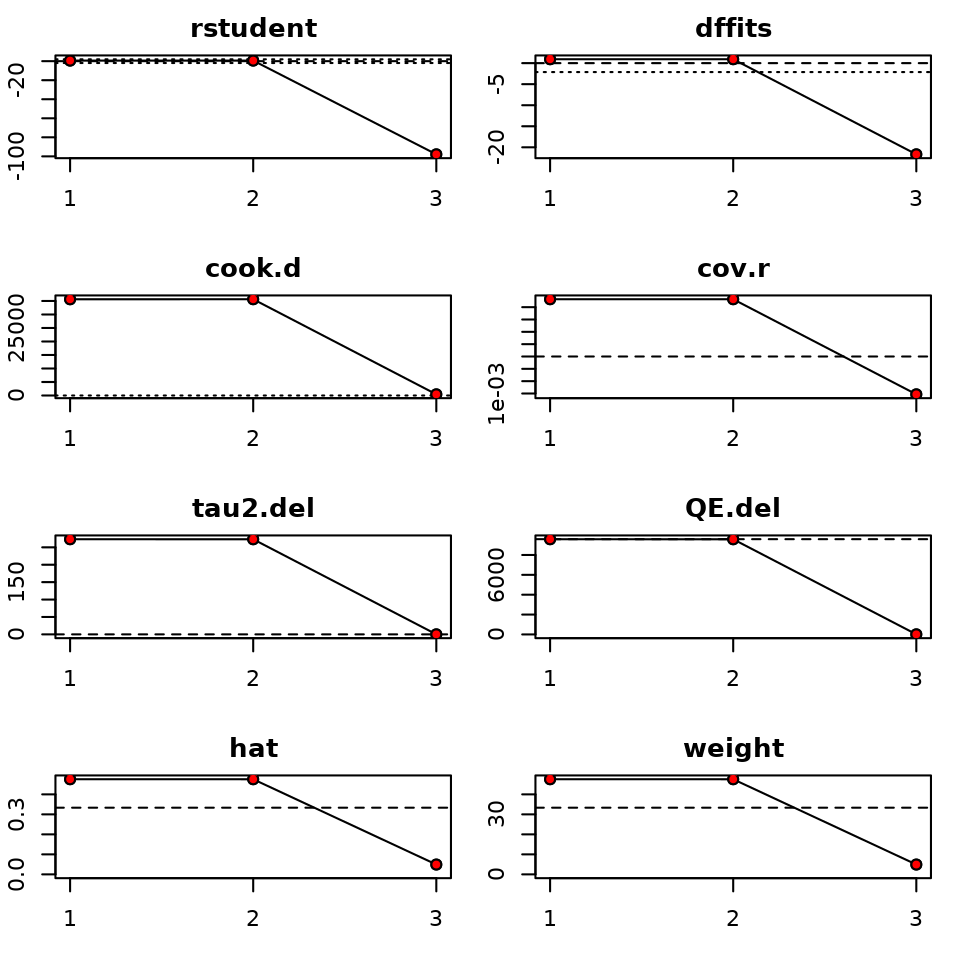 rstudent
-20
-100
1 2 3
dffits
-5
-20
1 2 3
cook.d
25000
0
1 2 3
cov.r
1e-03
1 2 3
tau2.del
150
0
1 2 3
QE.del
6000
0
1 2 3
hat
0.3
0.0
1 2 3
weight
30
0
1 2 3